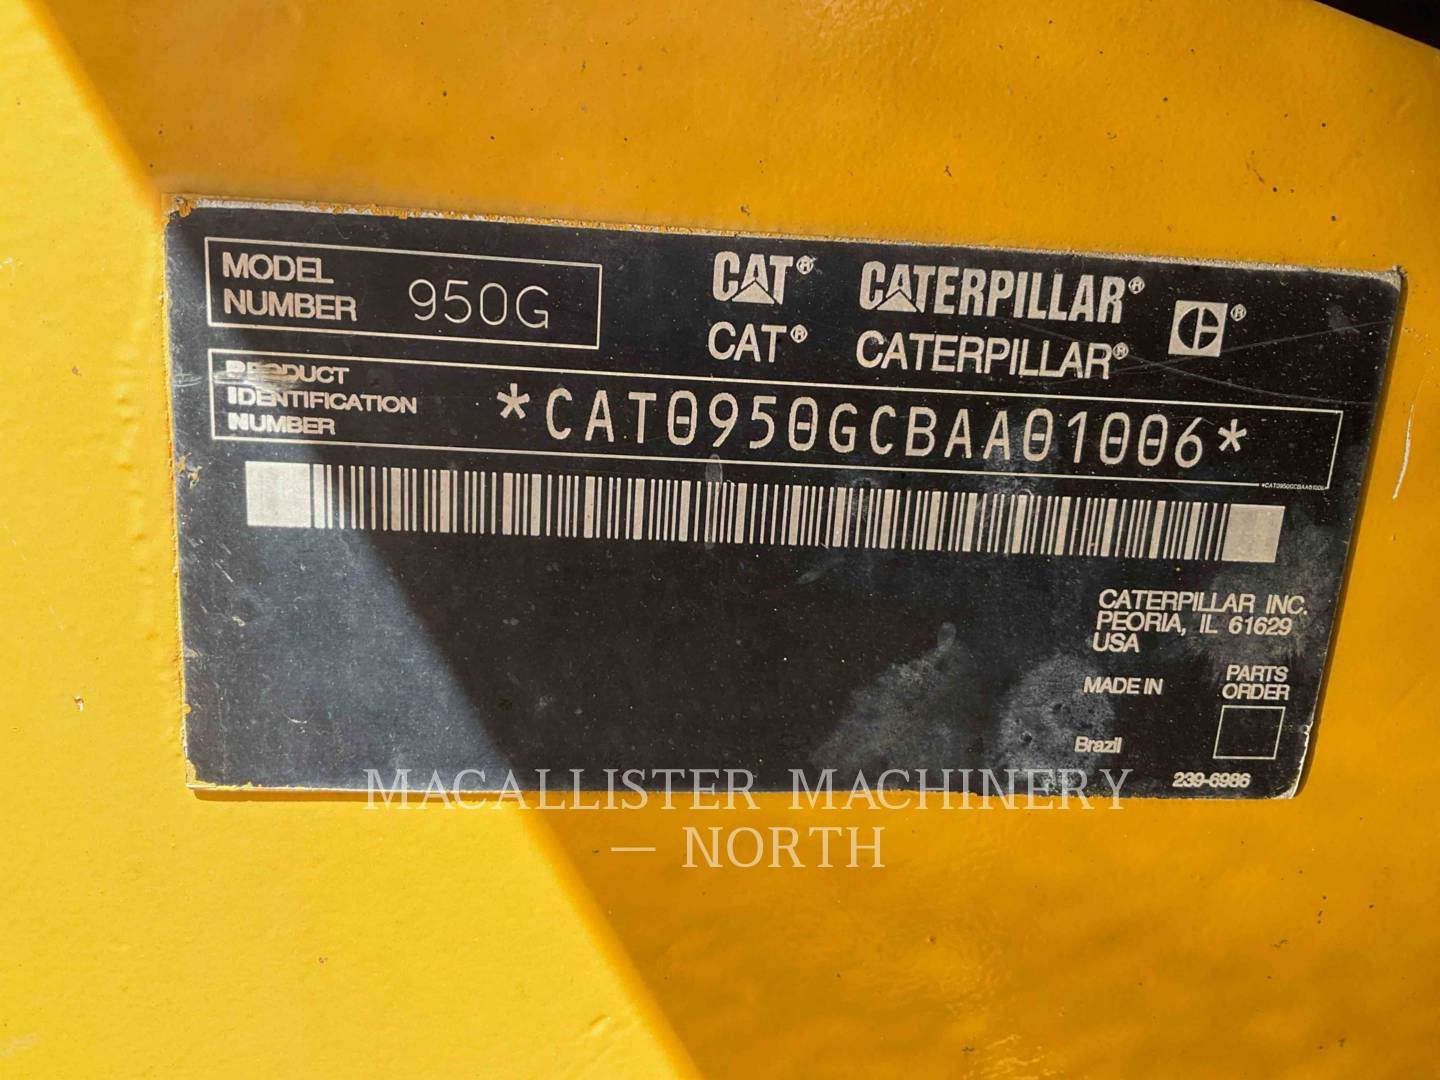 MODEL
NUMBER 950G
CAT® CATERPILLAR®
CAT® CATERPILLAR®
PRODUCT
IDENTIFICATION
NUMBER
*CAT0950GCBAA01006*
CATERPILLAR INC.
PEORIA, IL 61629
USA
MADE IN
Brazil
PARTS
ORDER
239-6986
MACALLISTER MACHINERY
— NORTH